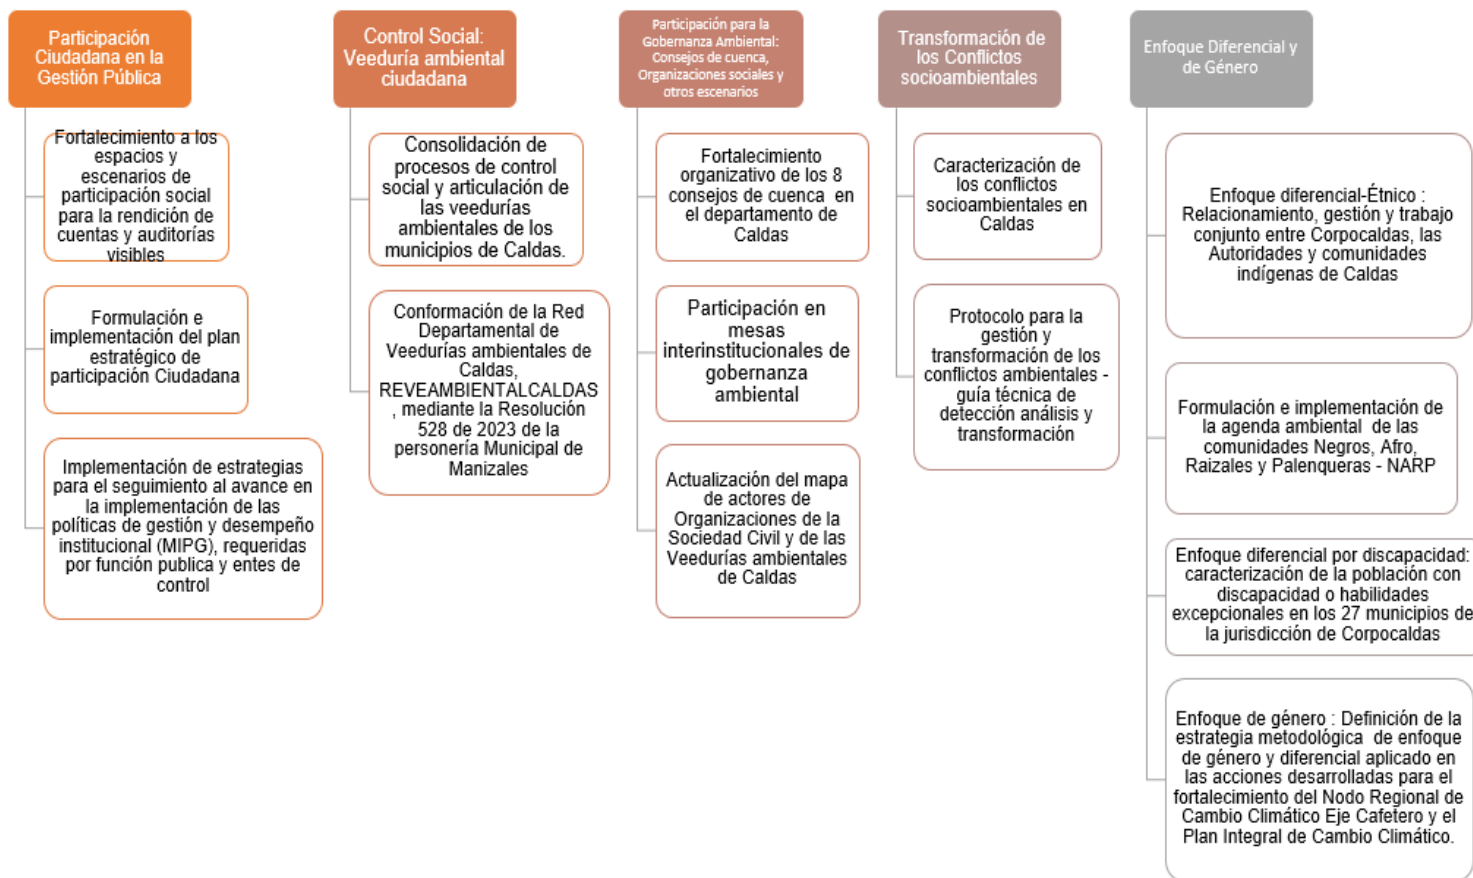 Participación
Ciudadana en la
Gestión Pública
Fortalecimiento a los
espacios y
escenarios de
participación social
para la rendición de
cuentas y auditorías
visibles
Formulación e
implementación del plan
estratégico de
participación Ciudadana
Implementación de estrategias
para el seguimiento al avance en
la implementación de las
políticas de gestión y desempeño
institucional (MIPG), requeridas
por función publica y entes de
control
Control Social:
Veeduría ambiental
ciudadana
Consolidación de
procesos de control
social y articulación de
las veedurías
ambientales de los
municipios de Caldas.
Conformación de la Red
Departamental de
Veedurías ambientales de
Caldas,
REVEAMBIENTALCALDAS
, mediante la Resolución
528 de 2023 de la
personería Municipal de
Manizales
Participación para la
Gobernanza Ambiental:
Consejos de cuenca,
Organizaciones sociales y
otros escenarios
Fortalecimiento
organizativo de los 8
consejos de cuenca en
el departamento de
Caldas
Participación en
mesas
interinstitucionales de
gobernanza
ambiental
Actualización del mapa
de actores de
Organizaciones de la
Sociedad Civil y de las
Veedurías ambientales
de Caldas
Transformación de
los Conflictos
socioambientales
Caracterización de
los conflictos
socioambientales en
Caldas
Protocolo para la
gestión y
transformación de los
conflictos ambientales -
guía técnica de
detección análisis y
transformación
Enfoque Diferencial y
de Género
Enfoque diferencial-Étnico :
Relacionamiento, gestión y trabajo
conjunto entre Corpocaldas, las
Autoridades y comunidades
indígenas de Caldas
Formulación e implementación de
la agenda ambiental de las
comunidades Negros, Afro,
Raizales y Palenqueras - NARP
Enfoque diferencial por discapacidad:
caracterización de la población con
discapacidad o habilidades
excepcionales en los 27 municipios de
la jurisdicción de Corpocaldas
Enfoque de género : Definición de la
estrategia metodológica de enfoque
de género y diferencial aplicado en
las acciones desarrolladas para el
fortalecimiento del Nodo Regional de
Cambio Climático Eje Cafetero y el
Plan Integral de Cambio Climático.